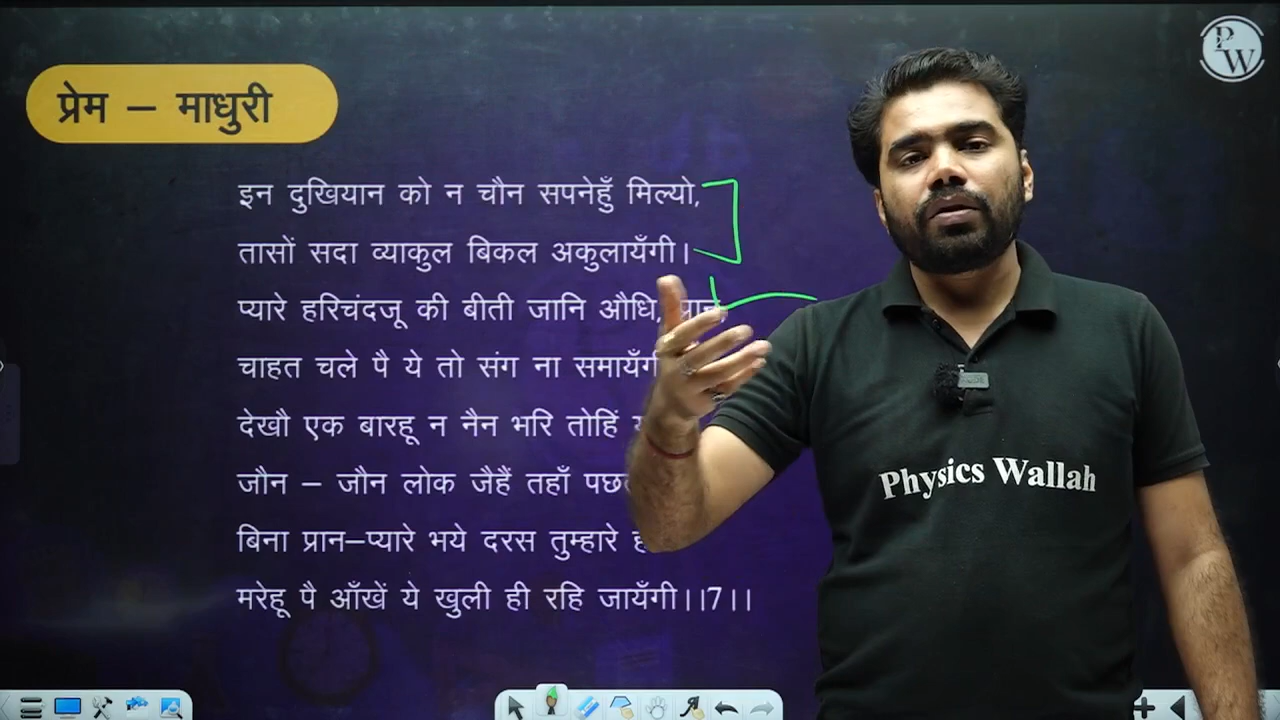 प्रेम – माधुरी
इन दुखियान को न चौन सपनेहुँ मिल्यो,
तासों सदा व्याकुल बिकल अकुलायँगी।
प्यारे हरिचंदजू की बीती जानि औधि,
चाहत चले पै ये तो संग ना समायँगी
देखौ एक बारहू न नैन भरि तोहिं
जौन – जौन लोक जैहैं तहाँ
बिना प्रान–प्यारे भये दरस तुम्हारे
मरेहू पै आँखें ये खुली ही रहि जायँगी।।7।।
PW
Physics Wallah